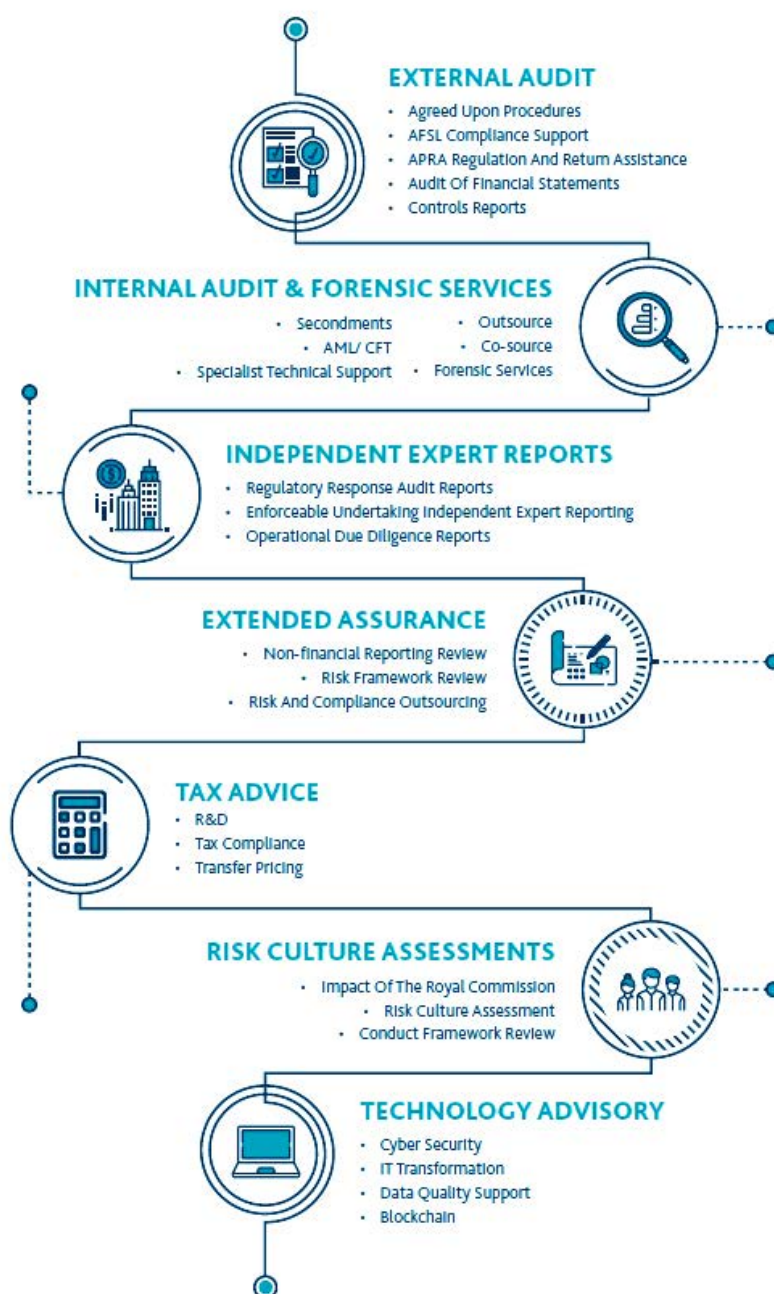 EXTERNAL AUDIT
• Agreed Upon Procedures
• AFSL Compliance Support
• APRA Regulation And Return Assistance
• Audit Of Financial Statements
• Controls Reports
INTERNAL AUDIT & FORENSIC SERVICES
• Secondments • Outsource
• AML/ CFT • Co-source
• Specialist Technical Support • Forensic Services
INDEPENDENT EXPERT REPORTS
• Regulatory Response Audit Reports
• Enforceable Undertaking Independent Expert Reporting
• Operational Due Diligence Reports
EXTENDED ASSURANCE
• Non-financial Reporting Review
• Risk Framework Review
• Risk And Compliance Outsourcing
TAX ADVICE
• R&D
• Tax Compliance
• Transfer Pricing
RISK CULTURE ASSESSMENTS
• Impact Of The Royal Commission
• Risk Culture Assessment
• Conduct Framework Review
TECHNOLOGY ADVISORY
• Cyber Security
• IT Transformation
• Data Quality Support
• Blockchain